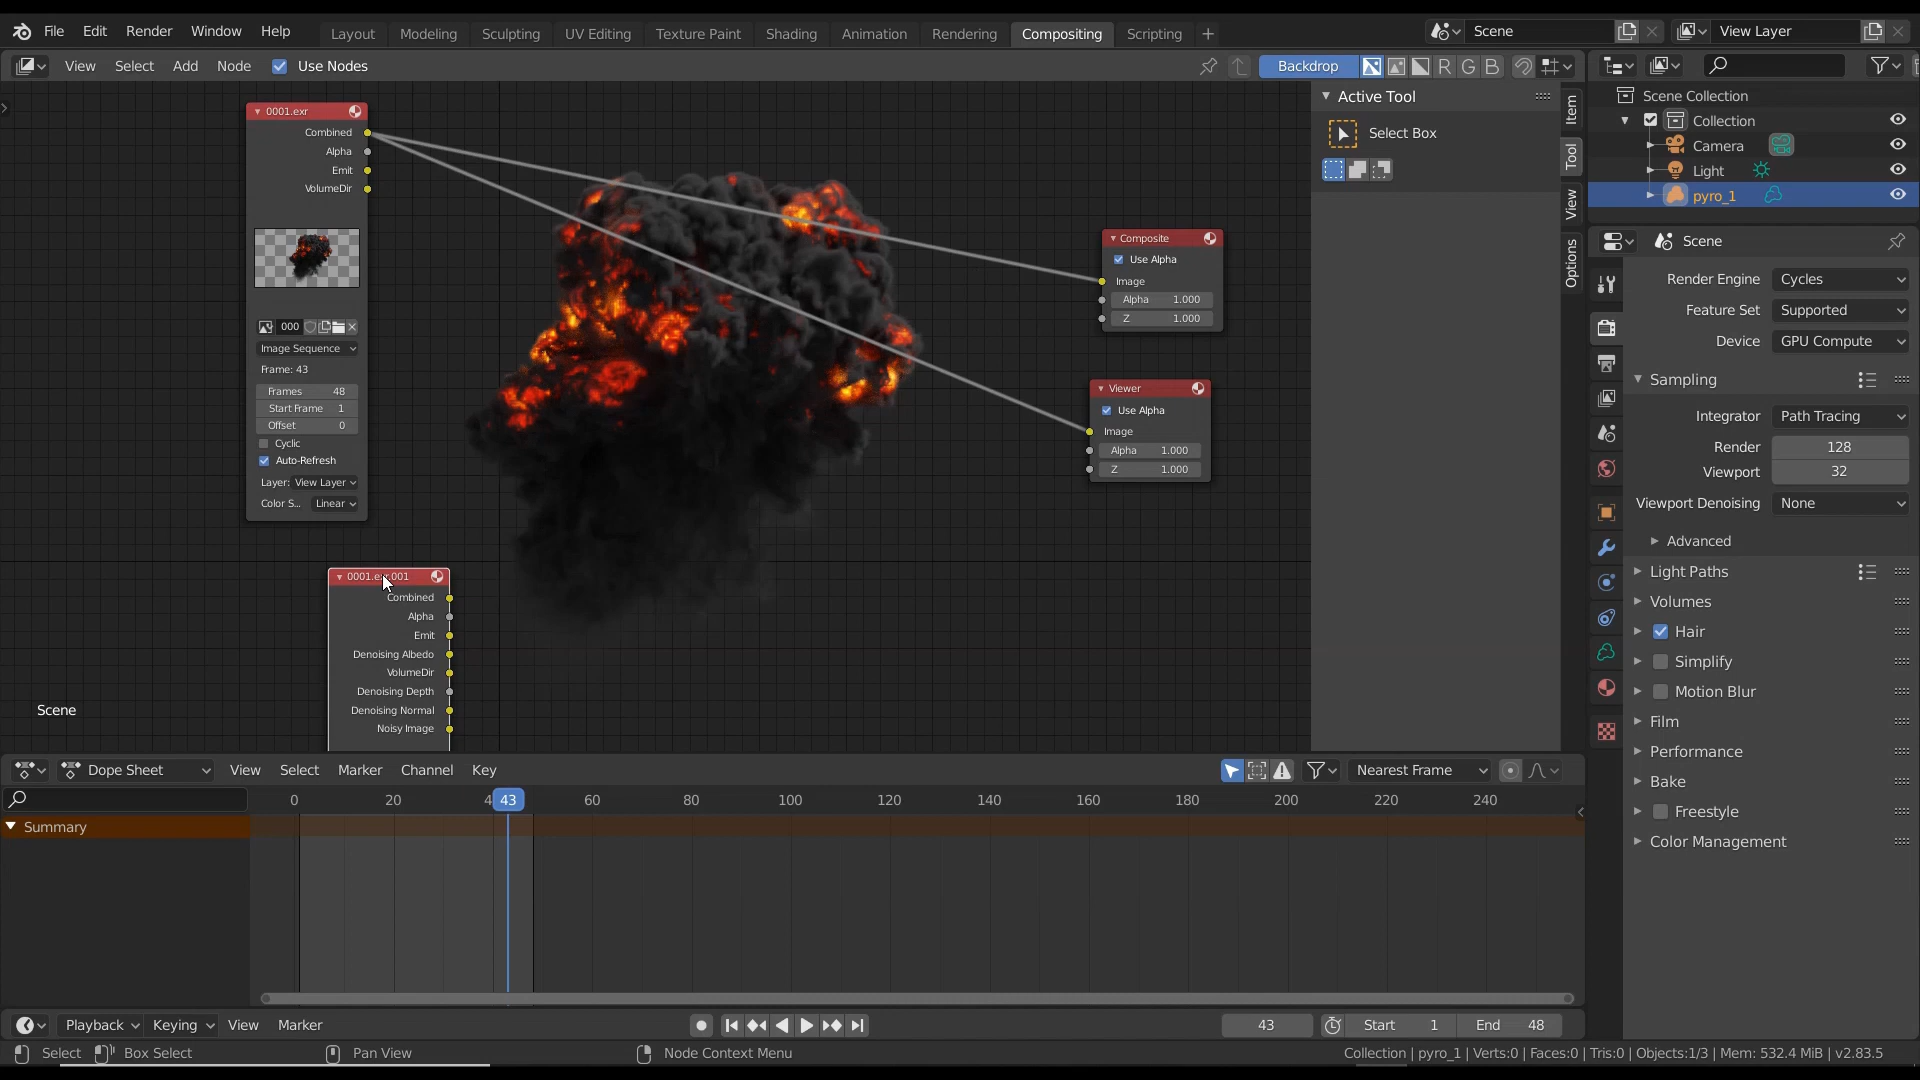 File Edit Render Window Help Layout Modeling Sculpting UV Editing Texture Paint Shading Animation Rendering Compositing Scripting + Scene View Layer
View Select Add Node Use Nodes Backdrop R G B
0001.exr
Combined
Alpha
Emit
VolumeDir
000
Image Sequence
Frame: 43
Frames 48
Start Frame 1
Offset 0
Cyclic
Auto-Refresh
Layer: View Layer
Color S... Linear
Composite
Use Alpha
Image
Alpha 1.000
Z 1.000
Viewer
Use Alpha
Image
Alpha 1.000
Z 1.000
Combined
Alpha
Emit
Denoising Albedo
VolumeDir
Denoising Depth
Denoising Normal
Noisy Image
Scene
Active Tool
Select Box
Item
Tool
View
Options
Scene Collection
Collection
Camera
Light
pyro_1
Scene
Render Engine Cycles
Feature Set Supported
Device GPU Compute
Sampling
Integrator Path Tracing
Render 128
Viewport 32
Viewport Denoising None
Advanced
Light Paths
Volumes
Hair
Simplify
Motion Blur
Film
Performance
Bake
Freestyle
Color Management
Dope Sheet View Select Marker Channel Key Nearest Frame
0 20 4 43 60 80 100 120 140 160 180 200 220 240
Summary
Playback Keying View Marker 43 Start 1 End 48
Select Box Select Pan View Node Context Menu Collection | pyro_1 | Verts:0 | Faces:0 | Tris:0 | Objects:1/3 | Mem: 532.4 MiB | v2.83.5